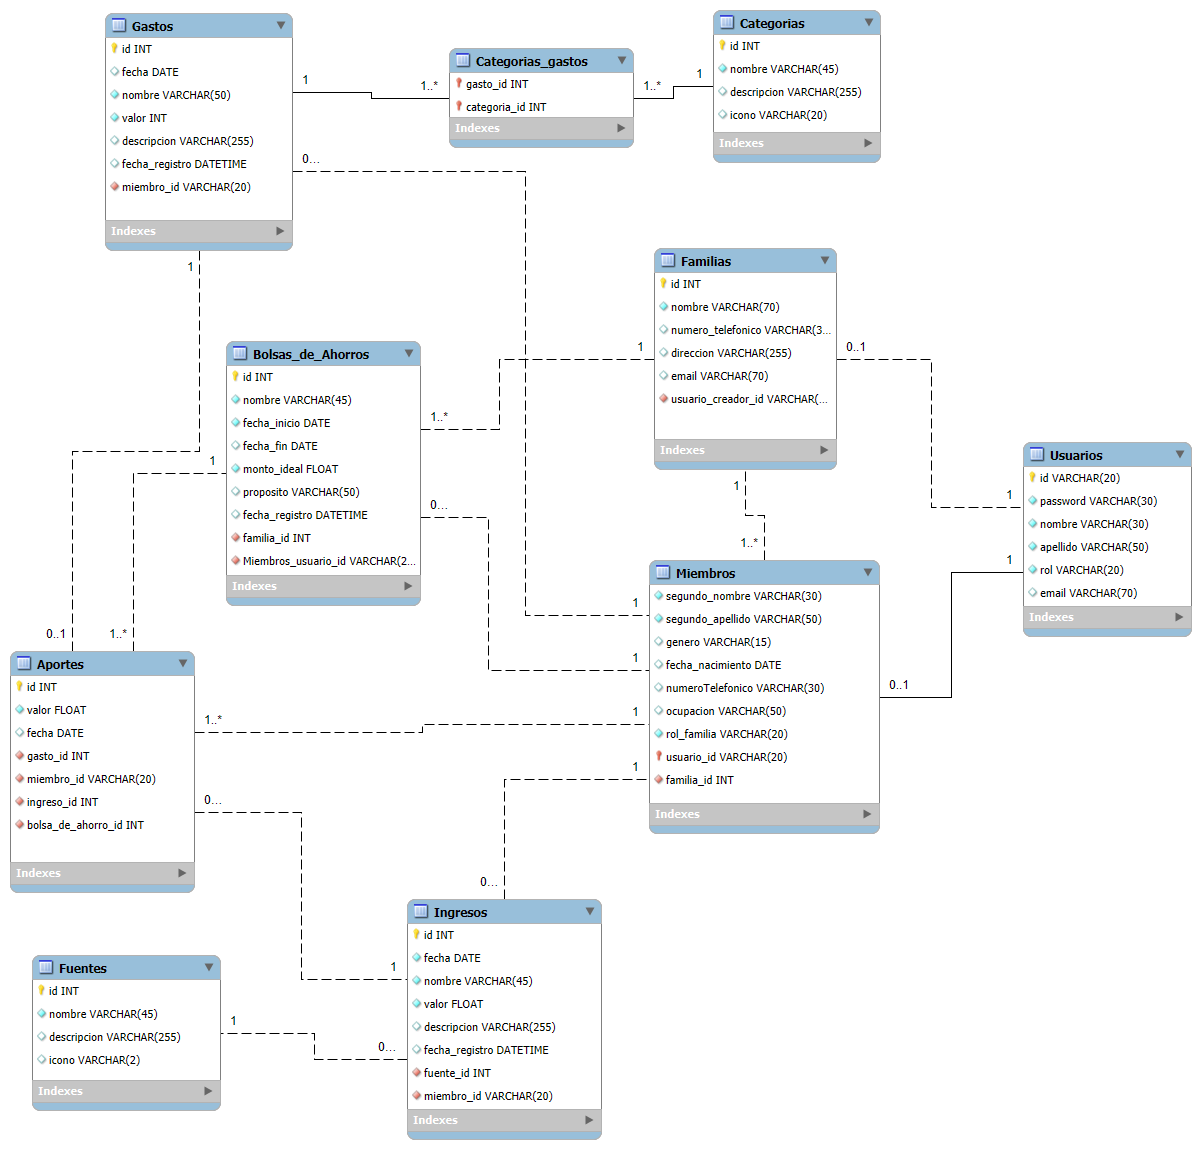 Gastos
id INT
fecha DATE
nombre VARCHAR(50)
valor INT
descripcion VARCHAR(255)
fecha_registro DATETIME
miembro_id VARCHAR(20)
Indexes
1
1..*
Categorias_gastos
gasto_id INT
categoria_id INT
Indexes
1..*
1
Categorias
id INT
nombre VARCHAR(45)
descripcion VARCHAR(255)
icono VARCHAR(20)
Indexes
0...
1
Familias
id INT
nombre VARCHAR(70)
numero_telefonico VARCHAR(3...
direccion VARCHAR(255)
email VARCHAR(70)
usuario_creador_id VARCHAR(...
Indexes
1
0..1
Bolsas_de_Ahorros
id INT
nombre VARCHAR(45)
fecha_inicio DATE
fecha_fin DATE
monto_ideal FLOAT
proposito VARCHAR(50)
fecha_registro DATETIME
familia_id INT
Miembros_usuario_id VARCHAR(2...
Indexes
1..*
1
0...
Usuarios
id VARCHAR(20)
password VARCHAR(30)
nombre VARCHAR(30)
apellido VARCHAR(50)
rol VARCHAR(20)
email VARCHAR(70)
Indexes
1
1
1
1..*
Miembros
segundo_nombre VARCHAR(30)
segundo_apellido VARCHAR(50)
genero VARCHAR(15)
fecha_nacimiento DATE
numeroTelefonico VARCHAR(30)
ocupacion VARCHAR(50)
rol_familia VARCHAR(20)
usuario_id VARCHAR(20)
familia_id INT
Indexes
1
1
1
1
0..1
0..1
1..*
Aportes
id INT
valor FLOAT
fecha DATE
gasto_id INT
miembro_id VARCHAR(20)
ingreso_id INT
bolsa_de_ahorro_id INT
Indexes
1..*
0...
0...
1
Ingresos
id INT
fecha DATE
nombre VARCHAR(45)
valor FLOAT
descripcion VARCHAR(255)
fecha_registro DATETIME
fuente_id INT
miembro_id VARCHAR(20)
Indexes
Fuentes
id INT
nombre VARCHAR(45)
descripcion VARCHAR(255)
icono VARCHAR(2)
Indexes
1
0...